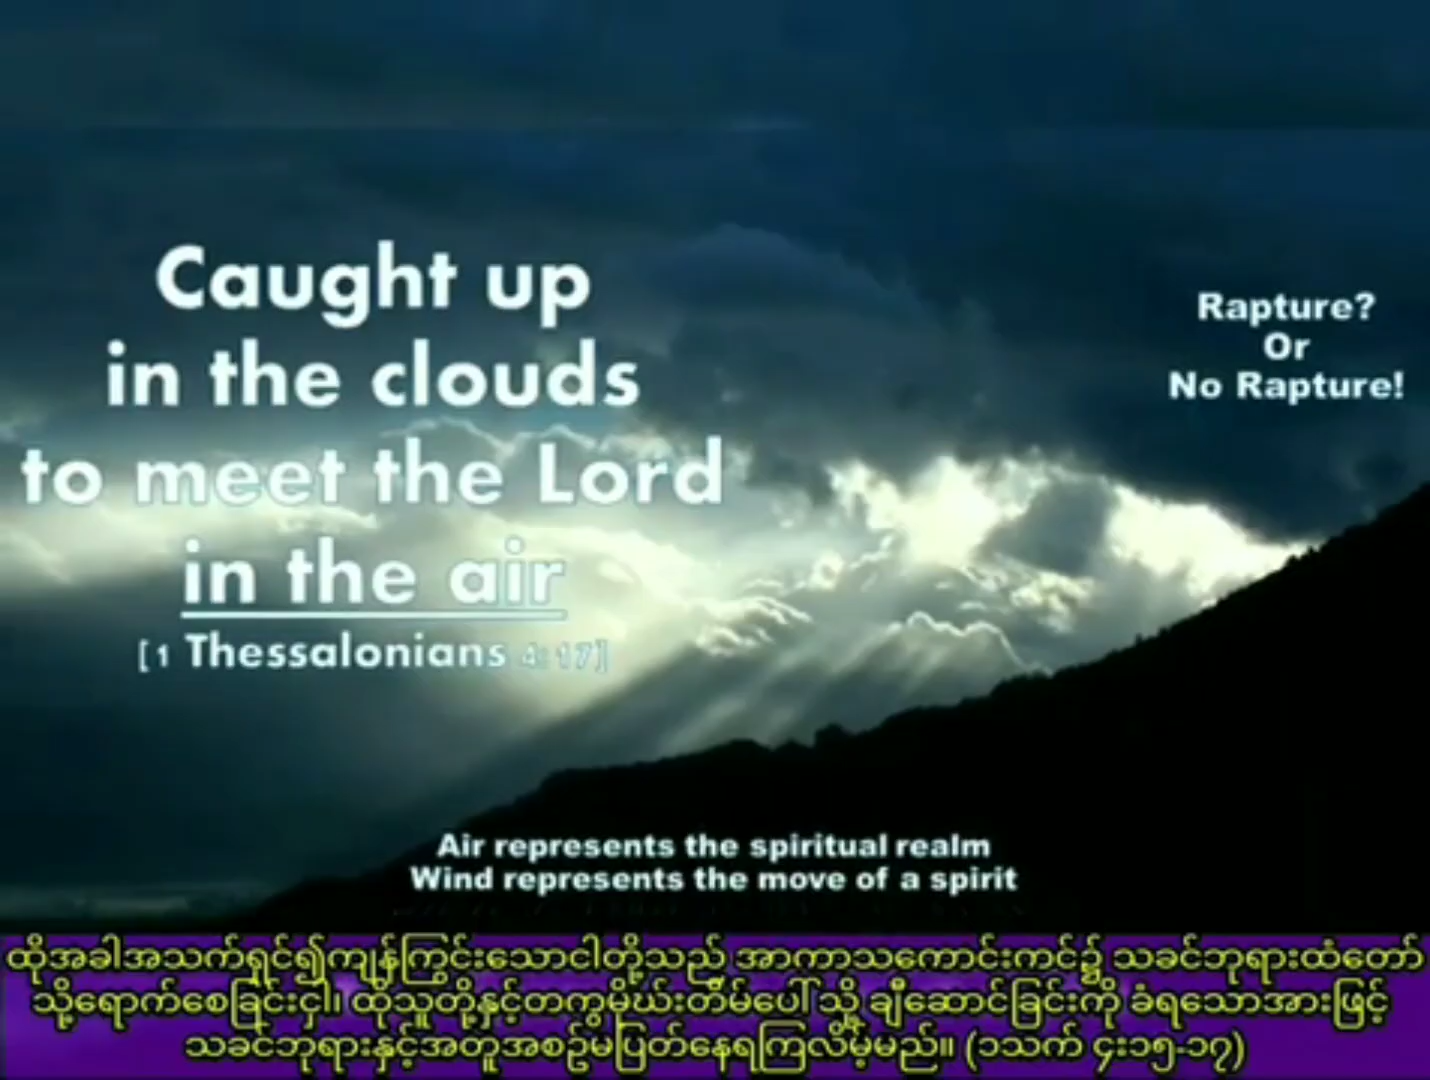 Caught up
in the clouds
to meet the Lord
in the air
[1 Thessalonians 4:17]
Rapture?
Or
No Rapture!
Air represents the spiritual realm
Wind represents the move of a spirit
ထိုအခါအသက်ရှင်၍ကျန်ကြွင်းသောငါတို့သည် အာကာသကောင်းကင်၌ သခင်ဘုရားထံတော်
သို့ရောက်စေခြင်းငှါ၊ ထိုသူတို့နှင့်တကွမိုဃ်းတိမ်ပေါ်သို့ ချီဆောင်ခြင်းကို ခံရသောအားဖြင့်
သခင်ဘုရားနှင့်အတူအစဉ်မပြတ်နေရကြလိမ့်မည်။ (၁သက် ၄း၁၅-၁၇)